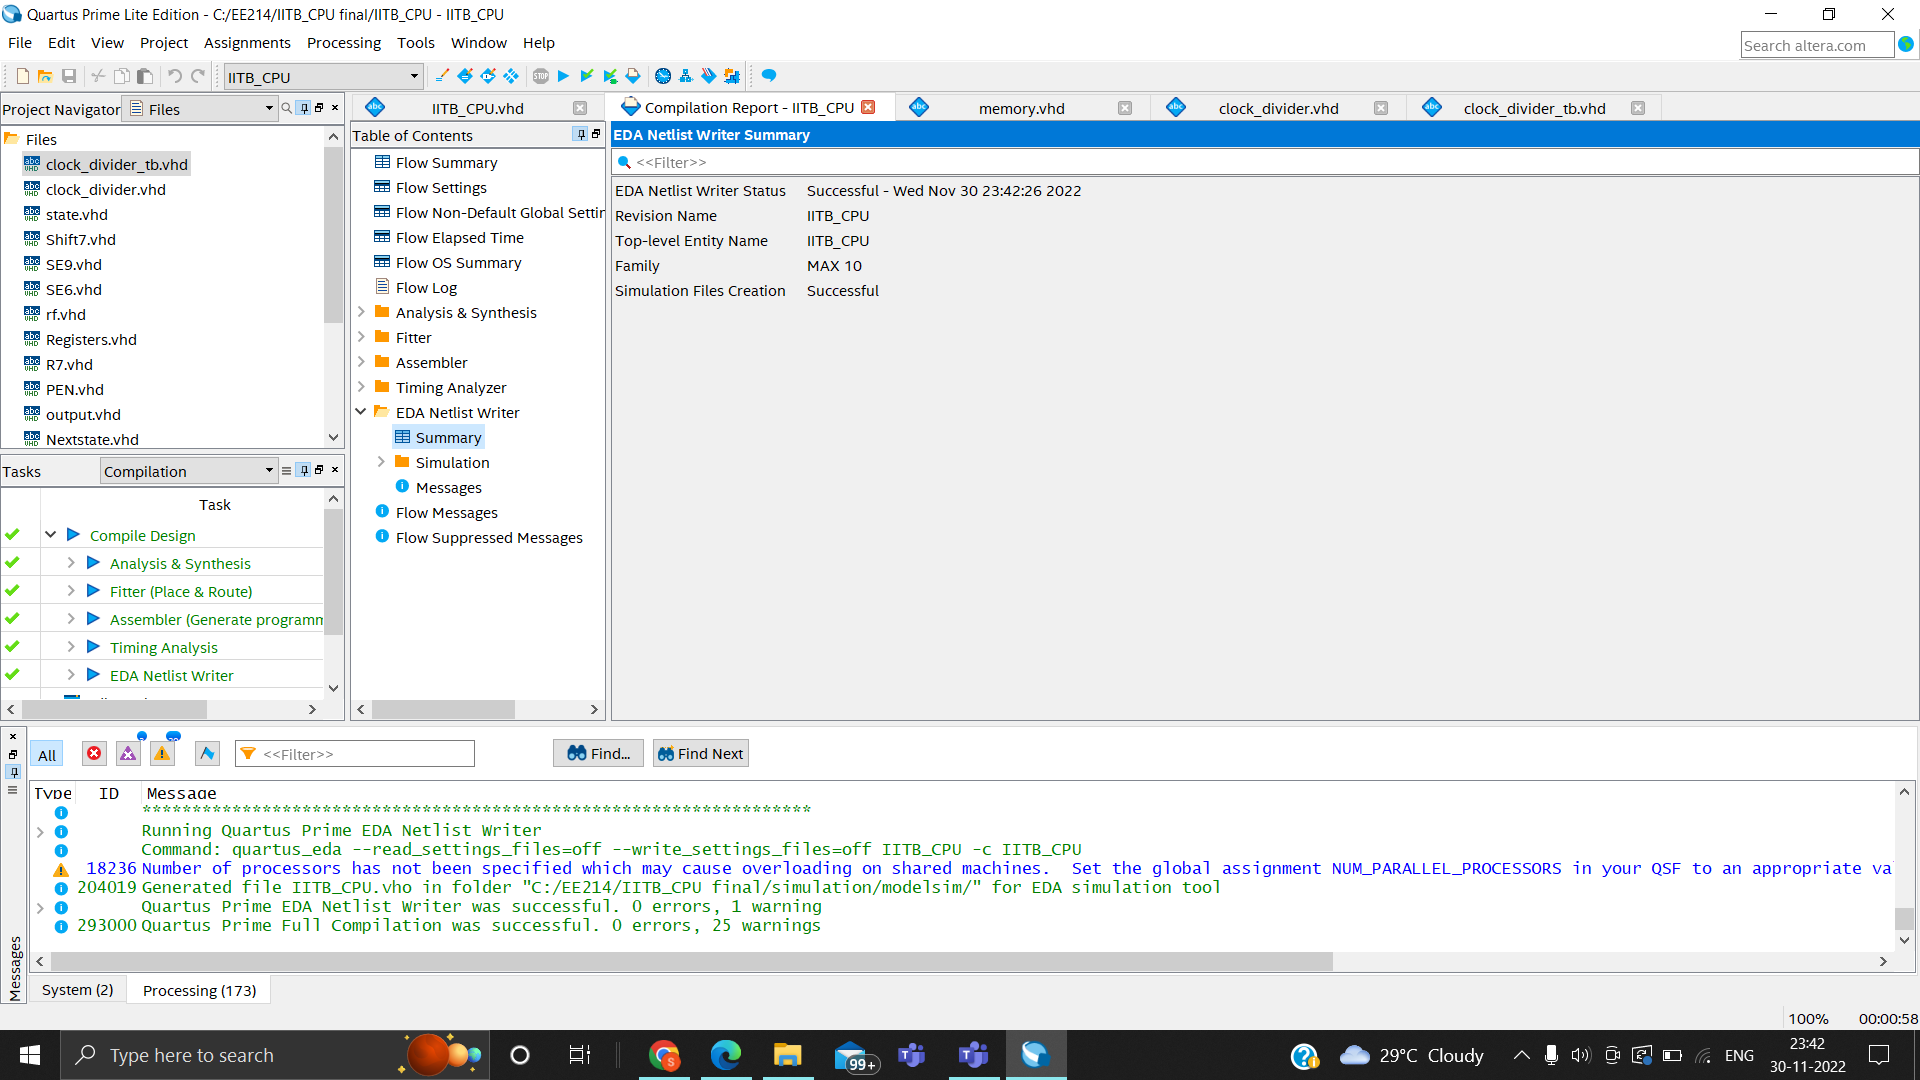 Quartus Prime Lite Edition - C:/EE214/IITB_CPU final/IITB_CPU - IITB_CPU
File Edit View Project Assignments Processing Tools Window Help
Search altera.com
IITB_CPU
Project Navigator Files
Files
clock_divider_tb.vhd
clock_divider.vhd
state.vhd
Shift7.vhd
SE9.vhd
SE6.vhd
rf.vhd
Registers.vhd
R7.vhd
PEN.vhd
output.vhd
Nextstate.vhd
Tasks Compilation
Task
Compile Design
Analysis & Synthesis
Fitter (Place & Route)
Assembler (Generate programm
Timing Analysis
EDA Netlist Writer
IITB_CPU.vhd Compilation Report - IITB_CPU memory.vhd clock_divider.vhd clock_divider_tb.vhd
Table of Contents
Flow Summary
Flow Settings
Flow Non-Default Global Settin
Flow Elapsed Time
Flow OS Summary
Flow Log
Analysis & Synthesis
Fitter
Assembler
Timing Analyzer
EDA Netlist Writer
Summary
Simulation
Messages
Flow Messages
Flow Suppressed Messages
EDA Netlist Writer Summary
<<Filter>>
EDA Netlist Writer Status Successful - Wed Nov 30 23:42:26 2022
Revision Name IITB_CPU
Top-level Entity Name IITB_CPU
Family MAX 10
Simulation Files Creation Successful
All <<Filter>> Find... Find Next
Type ID Message
*******************************************************************
Running Quartus Prime EDA Netlist Writer
Command: quartus_eda --read_settings_files=off --write_settings_files=off IITB_CPU -c IITB_CPU
18236 Number of processors has not been specified which may cause overloading on shared machines.  Set the global assignment NUM_PARALLEL_PROCESSORS in your QSF to an appropriate va
204019 Generated file IITB_CPU.vho in folder "C:/EE214/IITB_CPU final/simulation/modelsim/" for EDA simulation tool
Quartus Prime EDA Netlist Writer was successful. 0 errors, 1 warning
293000 Quartus Prime Full Compilation was successful. 0 errors, 25 warnings
Messages
System (2) Processing (173)
100% 00:00:58
Type here to search
99+
29°C Cloudy
ENG
23:42
30-11-2022